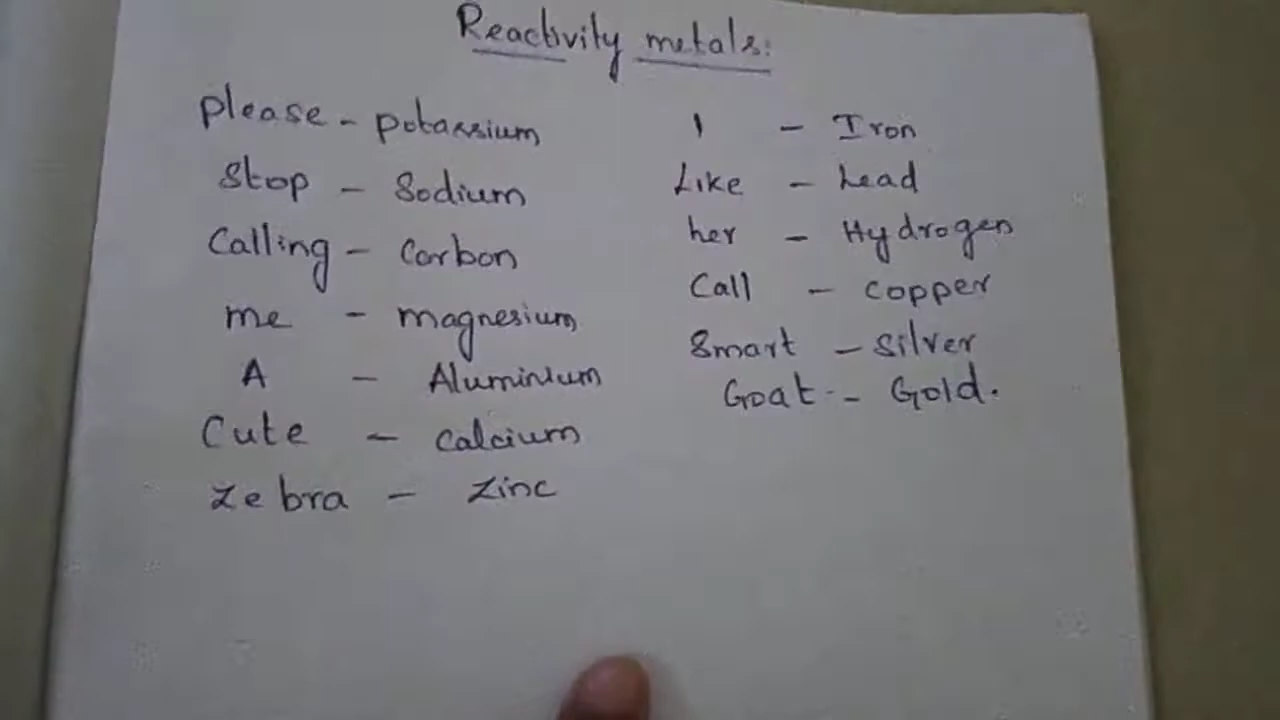 Reactivity metals:
please - potassium
Stop - Sodium
Calling - Carbon
me - magnesium
A - Aluminium
Cute - Calcium
Zebra - Zinc
I - Iron
Like - Lead
her - Hydrogen
Call - Copper
Smart - Silver
Goat - Gold.